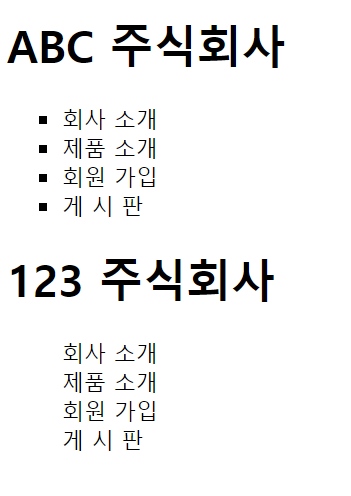 ABC 주식회사
회사 소개
제품 소개
회원 가입
게 시 판
123 주식회사
회사 소개
제품 소개
회원 가입
게 시 판